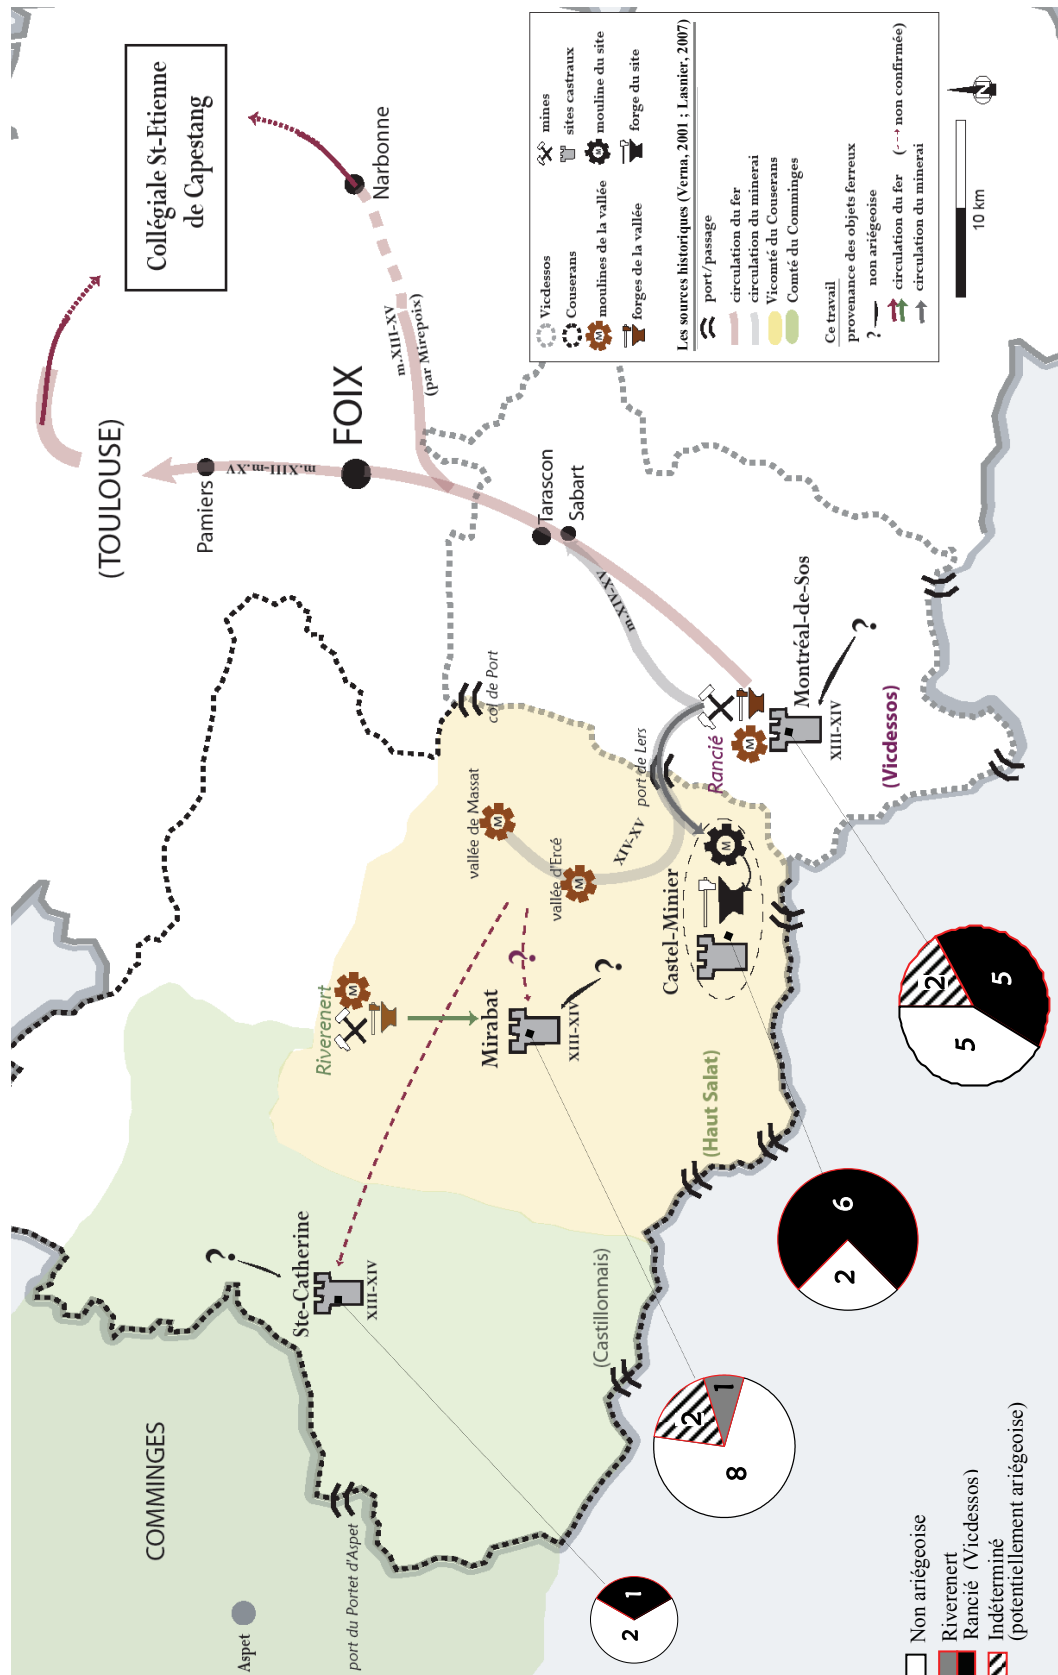 COMMINGES
Aspet
port du Portet d'Aspet
Ste-Catherine
XIII-XIV
?
(Castillonnais)
Riverenert
M
Mirabat
XIII-XIV
?
?
(Haut Salat)
vallée de Massat
M
vallée d'Ercé
M
XIV-XV
Castel-Minier
M
port de Lers
col de Port
Rancié
M
Montréal-de-Sos
XIII-XIV
?
(Vicdessos)
m.XIV-XV
Tarascon
Sabart
FOIX
Pamiers
m.XIII-m.XV
(TOULOUSE)
m.XIII-XV
(par Mirepoix)
Narbonne
Collégiale St-Etienne
de Capestang
Vicdessos
Couserans
M moulines de la vallée
forges de la vallée
mines
sites castraux
M mouline du site
forge du site
Les sources historiques (Verna, 2001 ; Lasnier, 2007)
port/passage
circulation du fer
circulation du minerai
Vicomté du Couserans
Comté du Comminges
Ce travail
provenance des objets ferreux
? non ariégeoise
circulation du fer (--→ non confirmée)
circulation du minerai
10 km
N
2
1
8
2
1
2
6
5
2
5
Non ariégeoise
Riverenert
Rancié (Vicdessos)
Indéterminé
(potentiellement ariégeoise)